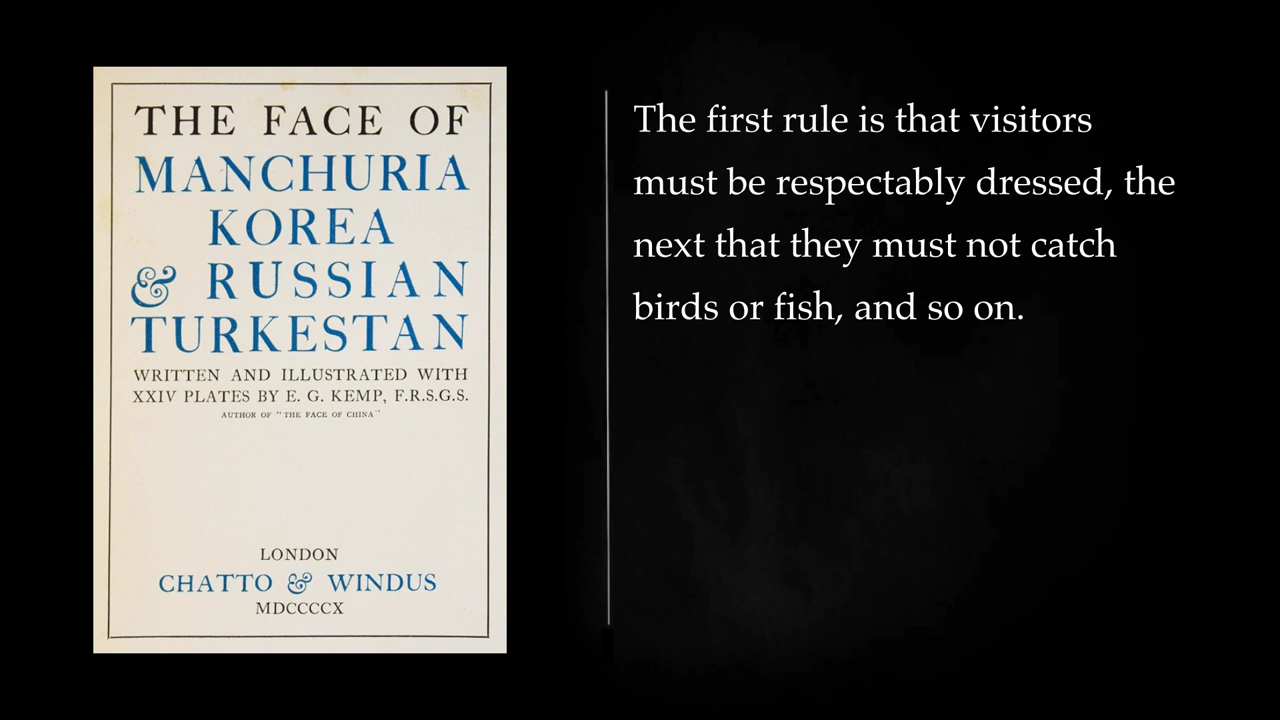 THE FACE OF
MANCHURIA
KOREA
& RUSSIAN
TURKESTAN
WRITTEN AND ILLUSTRATED WITH
XXIV PLATES BY E. G. KEMP, F.R.S.G.S.
AUTHOR OF "THE FACE OF CHINA"
LONDON
CHATTO & WINDUS
MDCCCCX
The first rule is that visitors
must be respectably dressed, the
next that they must not catch
birds or fish, and so on.